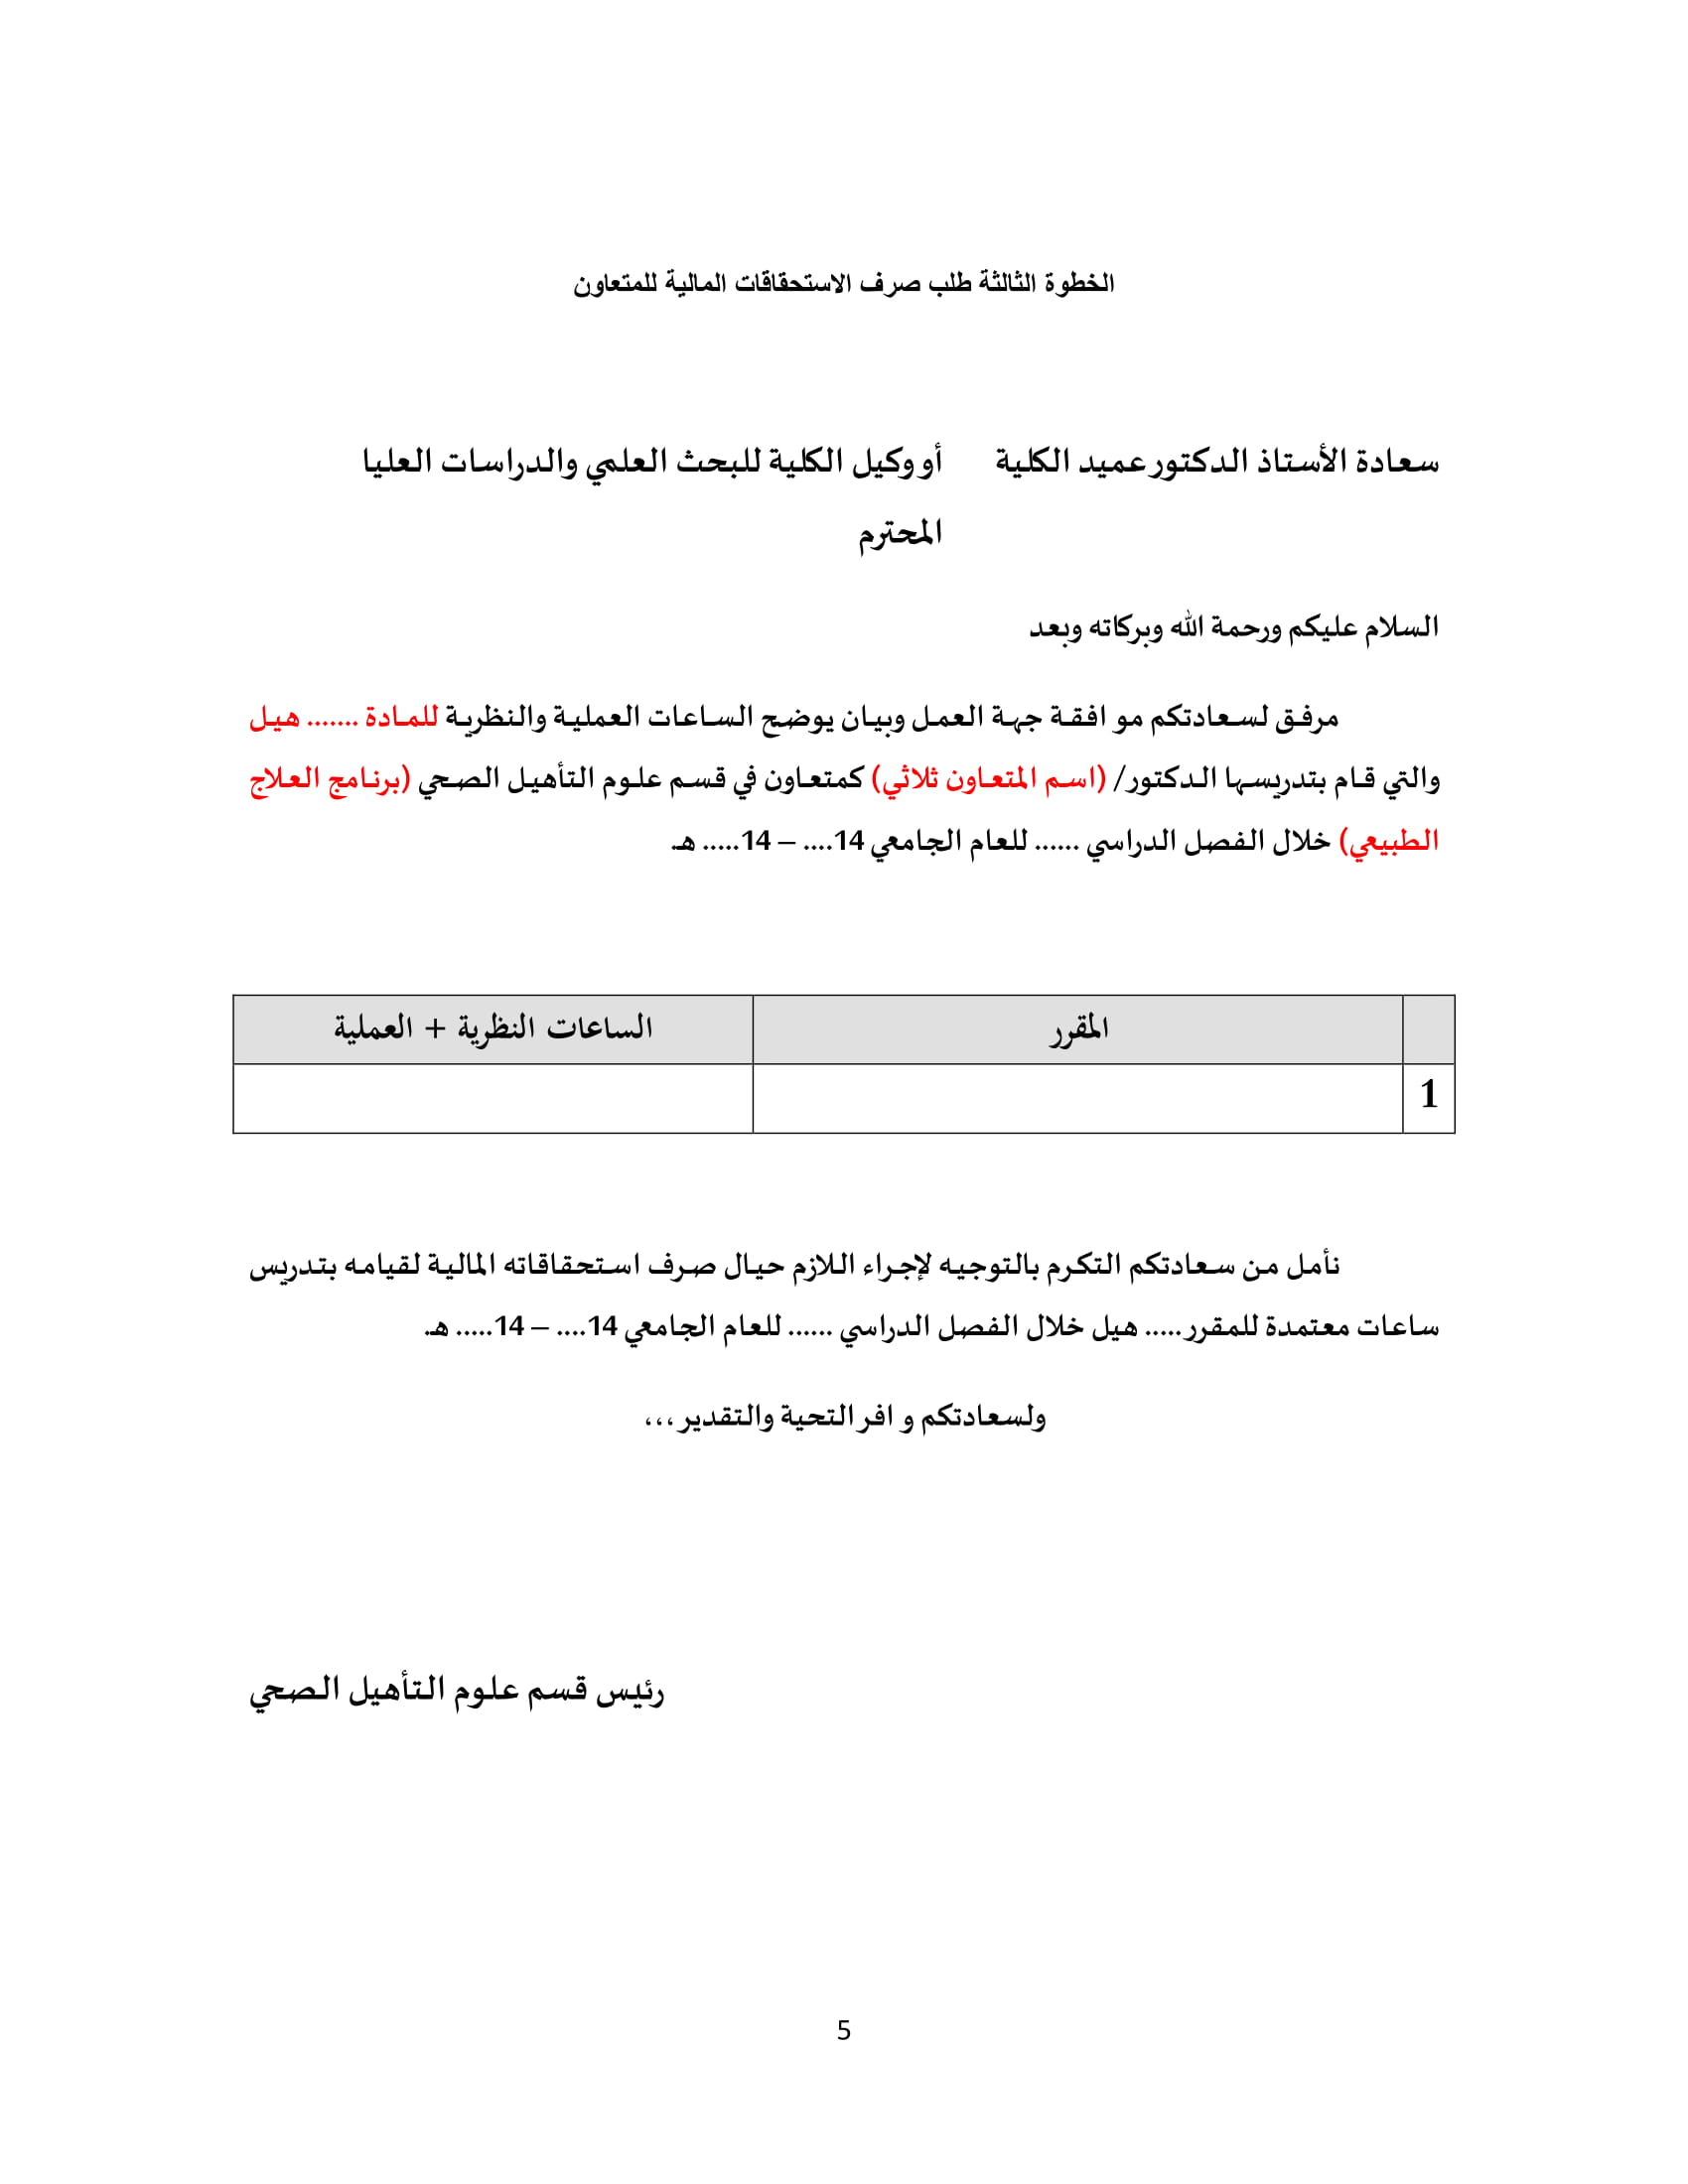 الخطوة الثالثة طلب صرف الاستحقاقات المالية للمتعاون
سعادة الأستاذ الدكتور عميد الكلية أو وكيل الكلية للبحث العلمي والدراسات العليا
المحترم
السلام عليكم ورحمة الله وبركاته وبعد
مرفق لسعادتكم موافقة جهة العمل وبيان يوضح الساعات العملية والنظرية للمادة ....... هيل
والتي قام بتدريسها الدكتور/ (اسم المتعاون ثلاثي) كمتعاون في قسم علوم التأهيل الصحي (برنامج العلاج
الطبيعي) خلال الفصل الدراسي ...... للعام الجامعي 14.... – 14..... هـ.
المقرر الساعات النظرية + العملية
1
نأمل من سعادتكم التكرم بالتوجيه لإجراء اللازم حيال صرف استحقاقاته المالية لقيامه بتدريس
ساعات معتمدة للمقرر..... هيل خلال الفصل الدراسي ...... للعام الجامعي 14.... – 14..... هـ.
ولسعادتكم وافر التحية والتقدير،،،
رئيس قسم علوم التأهيل الصحي
5